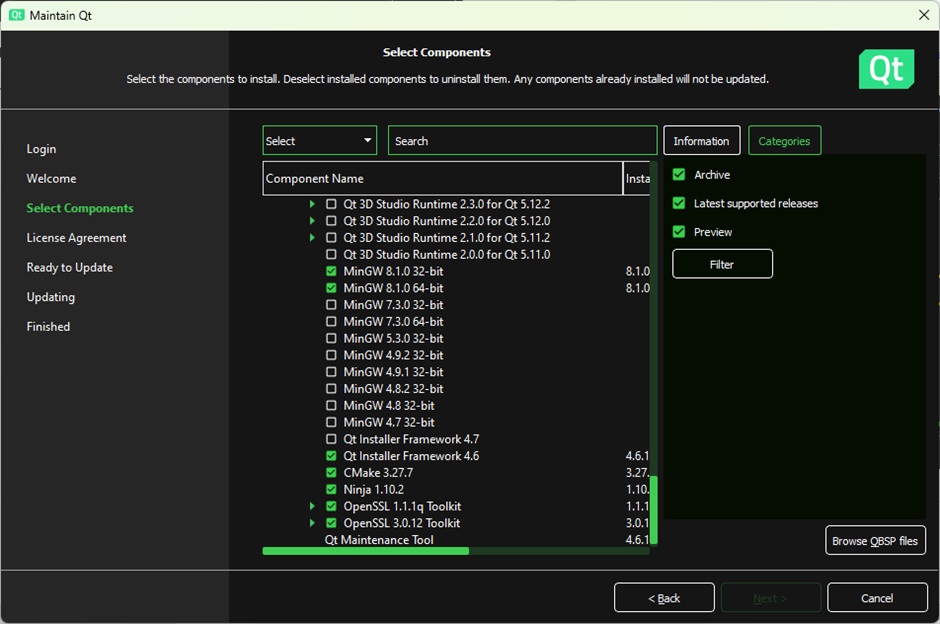 Qt Maintain Qt
Select Components
Select the components to install. Deselect installed components to uninstall them. Any components already installed will not be updated.
Qt
Login
Welcome
Select Components
License Agreement
Ready to Update
Updating
Finished
Select
Search
Information
Categories
Component Name
Insta
Qt 3D Studio Runtime 2.3.0 for Qt 5.12.2
Qt 3D Studio Runtime 2.2.0 for Qt 5.12.0
Qt 3D Studio Runtime 2.1.0 for Qt 5.11.2
Qt 3D Studio Runtime 2.0.0 for Qt 5.11.0
MinGW 8.1.0 32-bit 8.1.0
MinGW 8.1.0 64-bit 8.1.0
MinGW 7.3.0 32-bit
MinGW 7.3.0 64-bit
MinGW 5.3.0 32-bit
MinGW 4.9.2 32-bit
MinGW 4.9.1 32-bit
MinGW 4.8.2 32-bit
MinGW 4.8 32-bit
MinGW 4.7 32-bit
Qt Installer Framework 4.7
Qt Installer Framework 4.6 4.6.1
CMake 3.27.7 3.27.
Ninja 1.10.2 1.10.
OpenSSL 1.1.1q Toolkit 1.1.1
OpenSSL 3.0.12 Toolkit 3.0.1
Qt Maintenance Tool 4.6.1
Archive
Latest supported releases
Preview
Filter
Browse QBSP files
< Back
Next >
Cancel